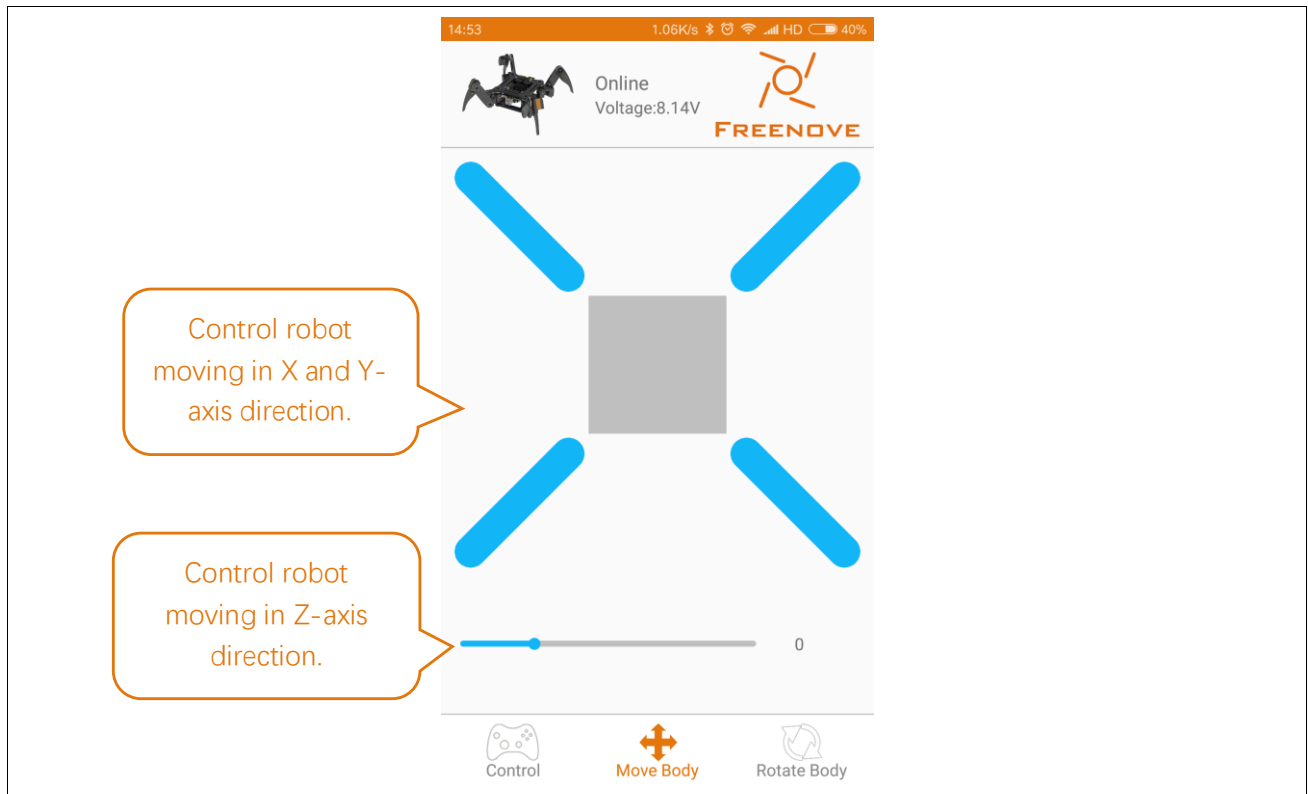 14:53 1.06K/s HD 40%
Online
Voltage:8.14V
FREENOVE
Control robot
moving in X and Y-
axis direction.
Control robot
moving in Z-axis
direction.
0
Control Move Body Rotate Body